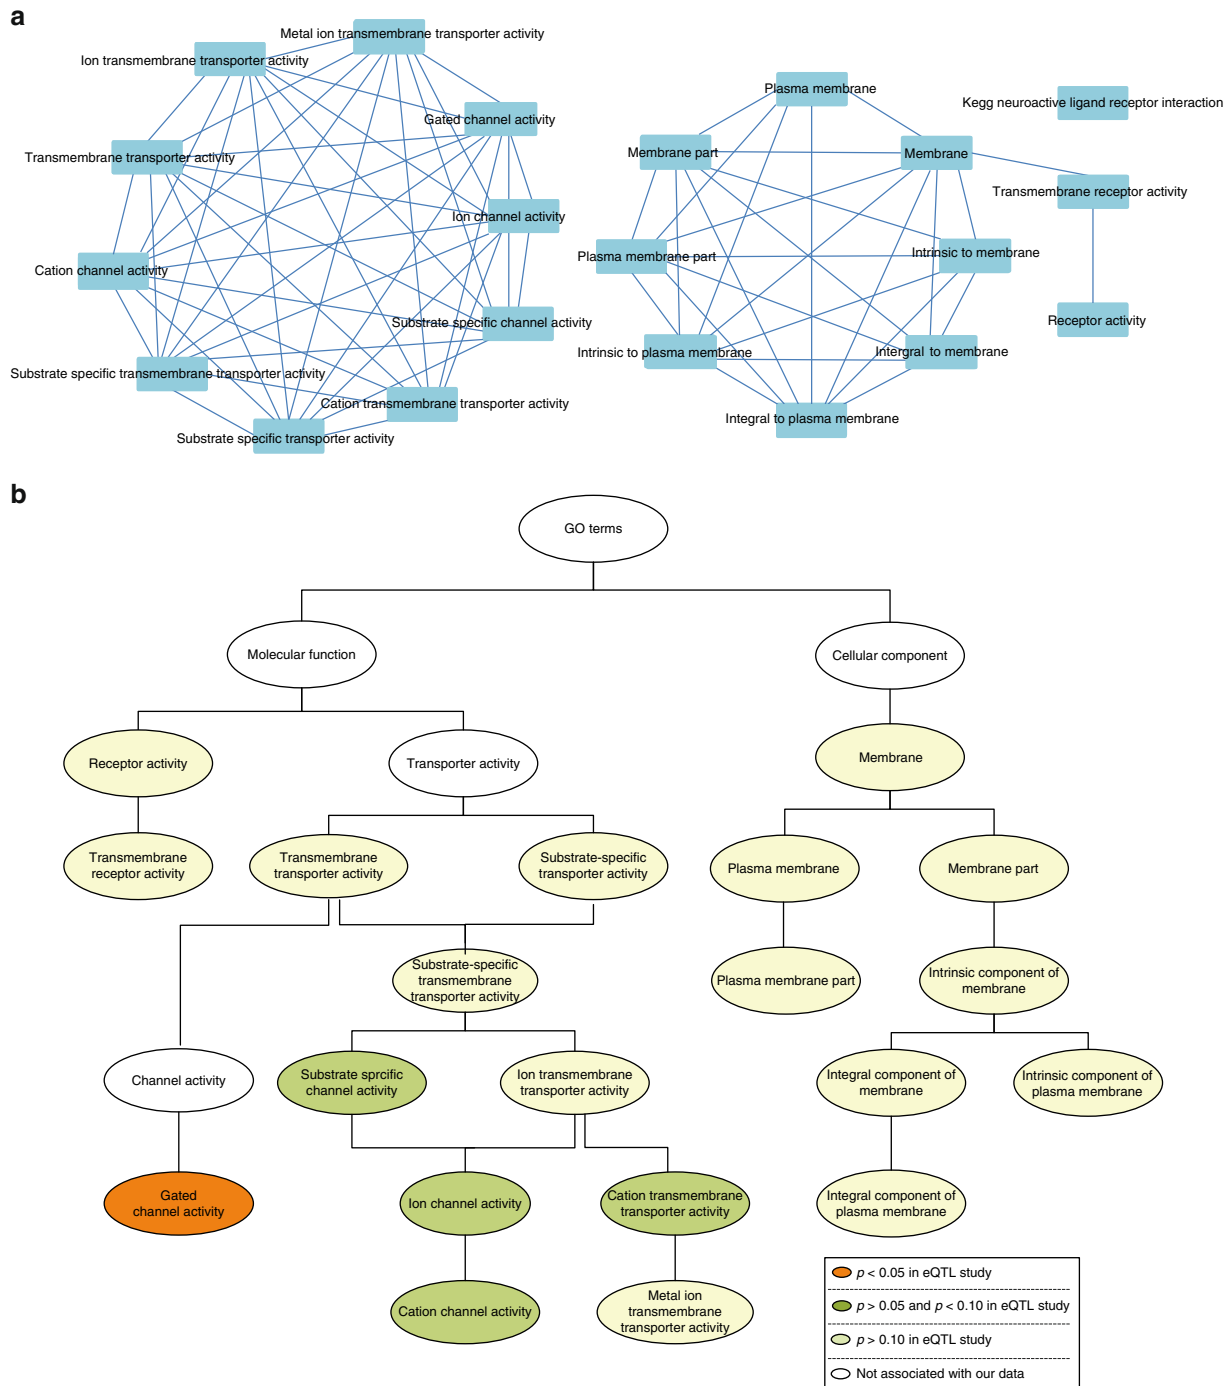 a
Metal ion transmembrane transporter activity
Ion transmembrane transporter activity
Gated channel activity
Transmembrane transporter activity
Ion channel activity
Cation channel activity
Substrate specific channel activity
Substrate specific transmembrane transporter activity
Cation transmembrane transporter activity
Substrate specific transporter activity
Plasma membrane
Kegg neuroactive ligand receptor interaction
Membrane part
Membrane
Transmembrane receptor activity
Plasma membrane part
Intrinsic to membrane
Receptor activity
Intrinsic to plasma membrane
Intergral to membrane
Integral to plasma membrane
b
GO terms
Molecular function
Cellular component
Receptor activity
Transporter activity
Membrane
Transmembrane
receptor activity
Transmembrane
transporter activity
Substrate-specific
transporter activity
Plasma membrane
Membrane part
Substrate-specific
transmembrane
transporter activity
Plasma membrane part
Intrinsic component of
membrane
Channel activity
Substrate sprcific
channel activity
Ion transmembrane
transporter activity
Integral component of
membrane
Intrinsic component of
plasma membrane
Gated
channel activity
Ion channel activity
Cation transmembrane
transporter activity
Integral component of
plasma membrane
Cation channel activity
Metal ion
transmembrane
transporter activity
p < 0.05 in eQTL study
p > 0.05 and p < 0.10 in eQTL study
p > 0.10 in eQTL study
Not associated with our data